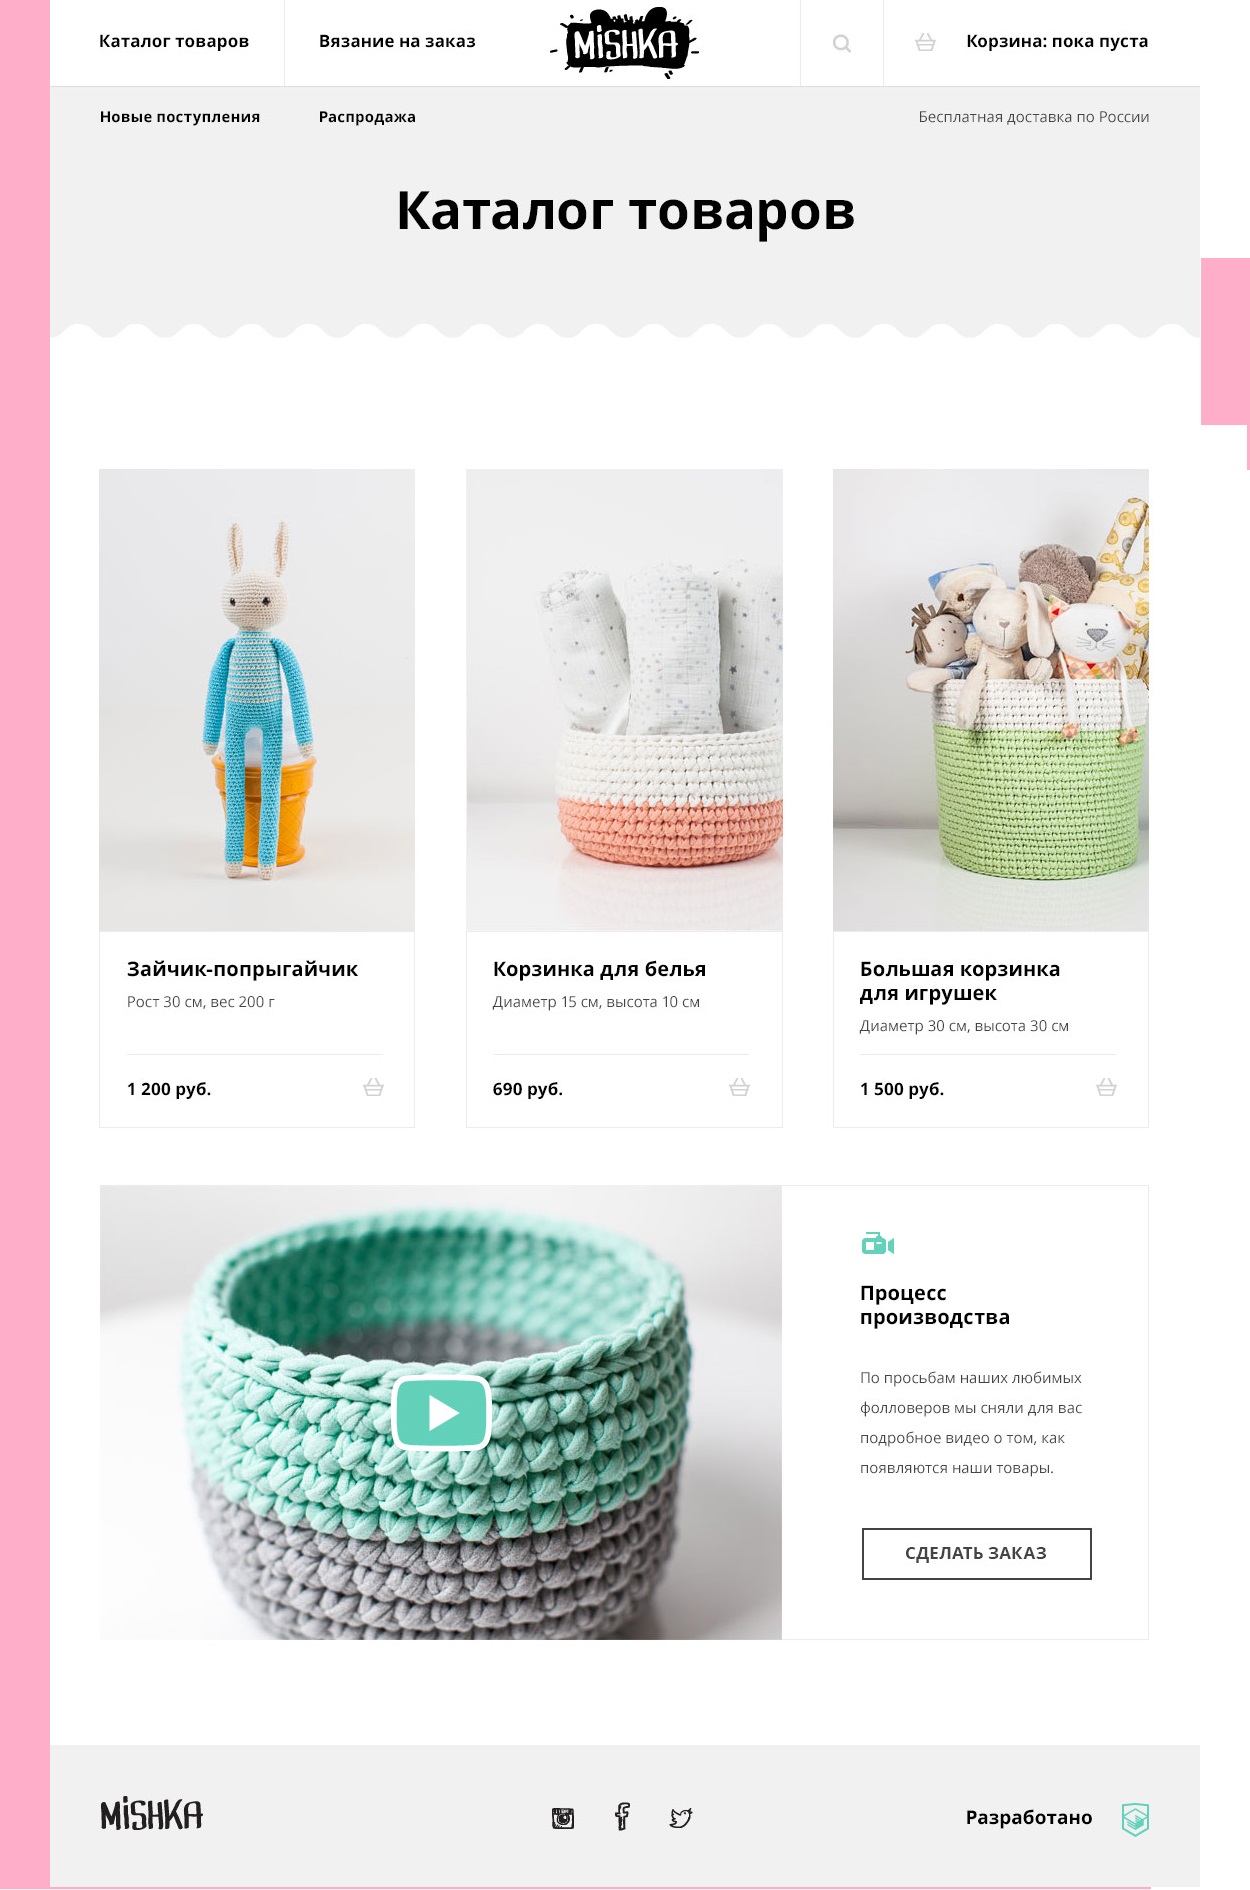 Каталог товаров
Вязание на заказ
MiSHKA
Корзина: пока пуста
Новые поступления
Распродажа
Бесплатная доставка по России
Каталог товаров
Зайчик-попрыгайчик
Рост 30 см, вес 200 г
1 200 руб.
Корзинка для белья
Диаметр 15 см, высота 10 см
690 руб.
Большая корзинка
для игрушек
Диаметр 30 см, высота 30 см
1 500 руб.
Процесс
производства
По просьбам наших любимых
фолловеров мы сняли для вас
подробное видео о том, как
появляются наши товары.
СДЕЛАТЬ ЗАКАЗ
MiSHKA
Разработано